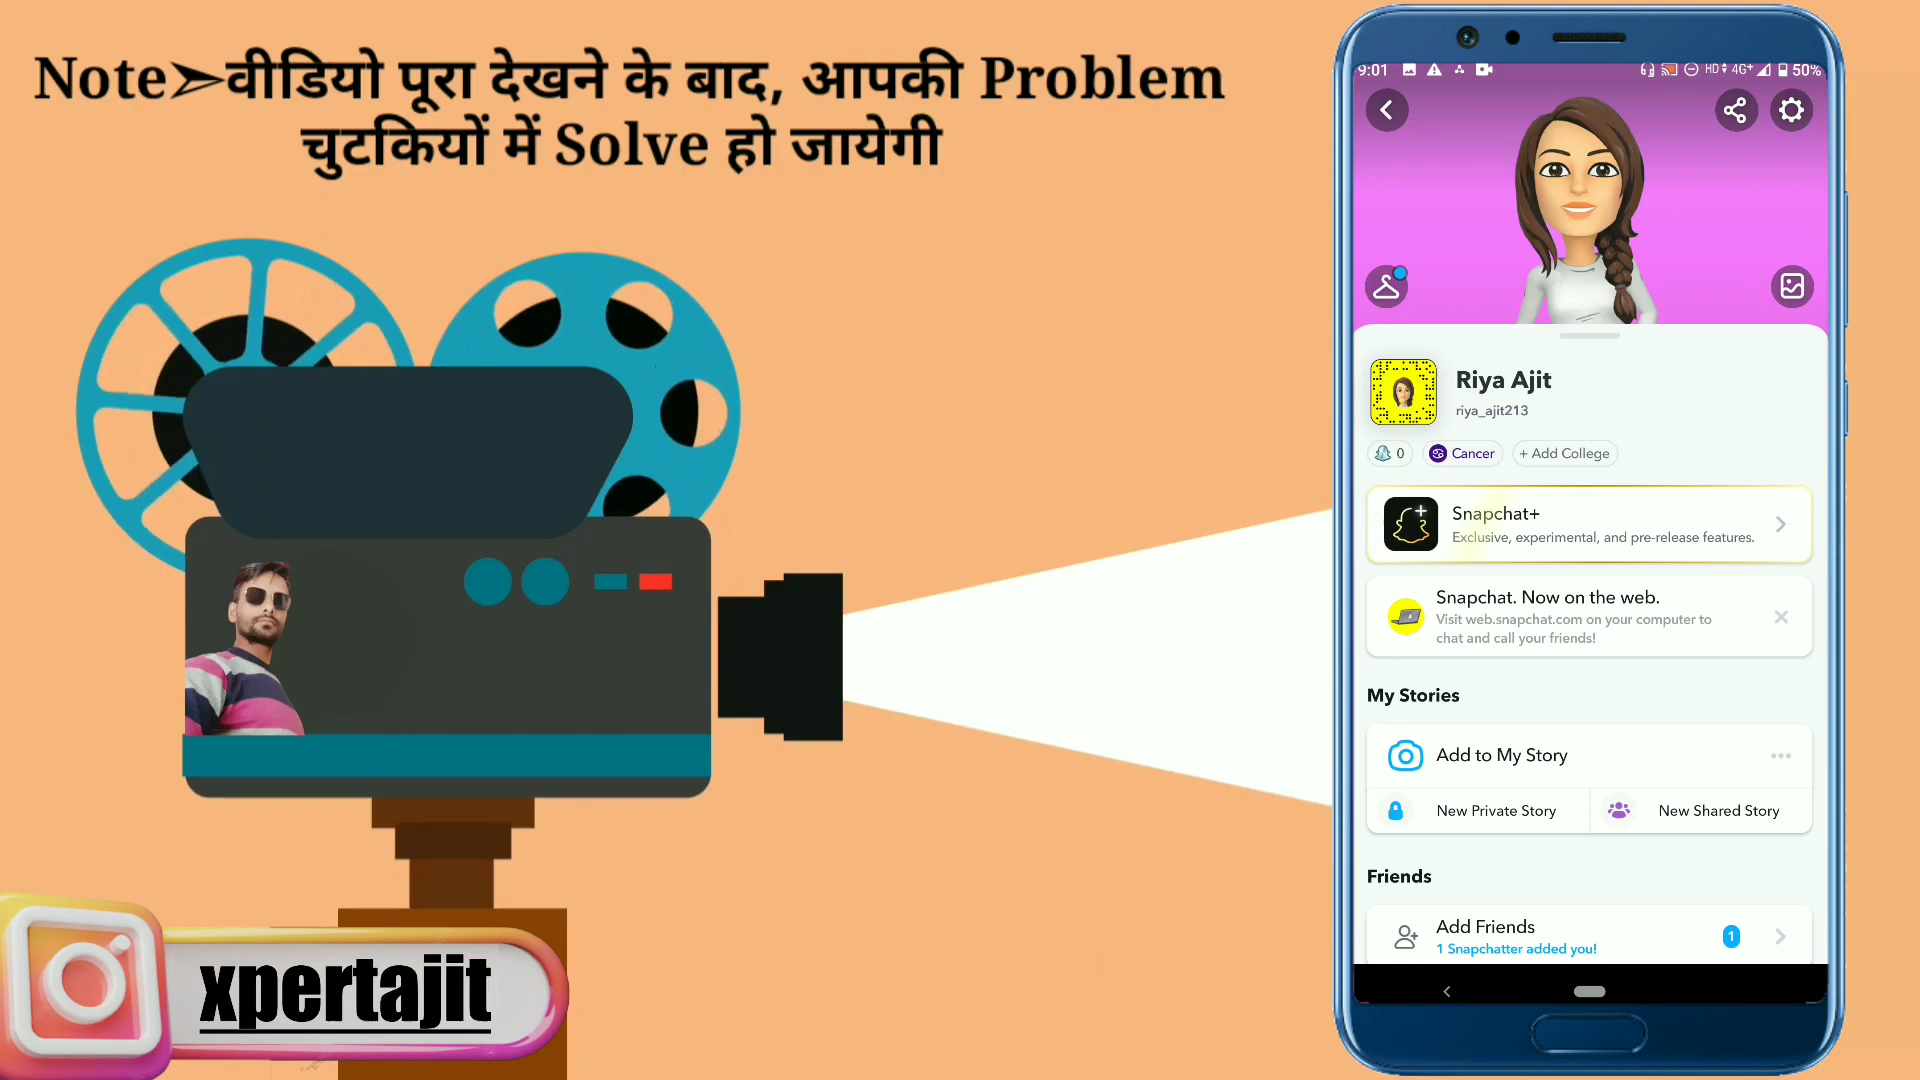 Note➢वीडियो पूरा देखने के बाद, आपकी Problem
चुटकियों में Solve हो जायेगी
9:01
HD 4G+ 50%
Riya Ajit
riya_ajit213
0
Cancer
+ Add College
Snapchat+
Exclusive, experimental, and pre-release features.
Snapchat. Now on the web.
Visit web.snapchat.com on your computer to
chat and call your friends!
My Stories
Add to My Story
New Private Story
New Shared Story
Friends
Add Friends
1 Snapchatter added you!
1
xpertajit